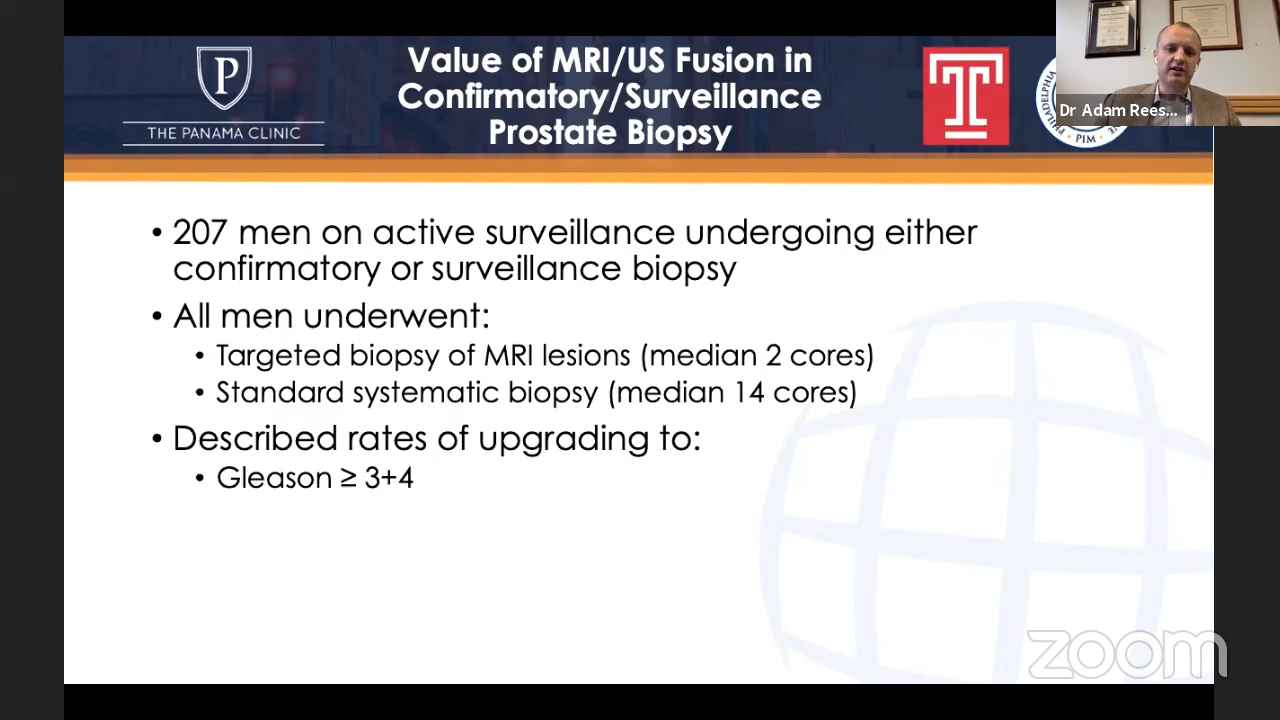 Value of MRI/US Fusion in
Confirmatory/Surveillance
Prostate Biopsy
P
THE PANAMA CLINIC
T
PHILADELPHIA
• PIM •
Dr Adam Rees...
• 207 men on active surveillance undergoing either
confirmatory or surveillance biopsy
• All men underwent:
• Targeted biopsy of MRI lesions (median 2 cores)
• Standard systematic biopsy (median 14 cores)
• Described rates of upgrading to:
• Gleason ≥ 3+4
zoom